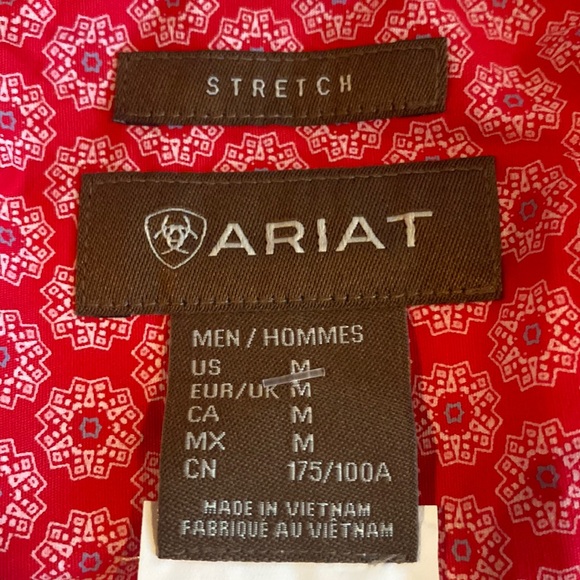 STRETCH
ARIAT
MEN / HOMMES
US M
EUR/UK M
CA M
MX M
CN 175/100A
MADE IN VIETNAM
FABRIQUÉ AU VIÊTNAM